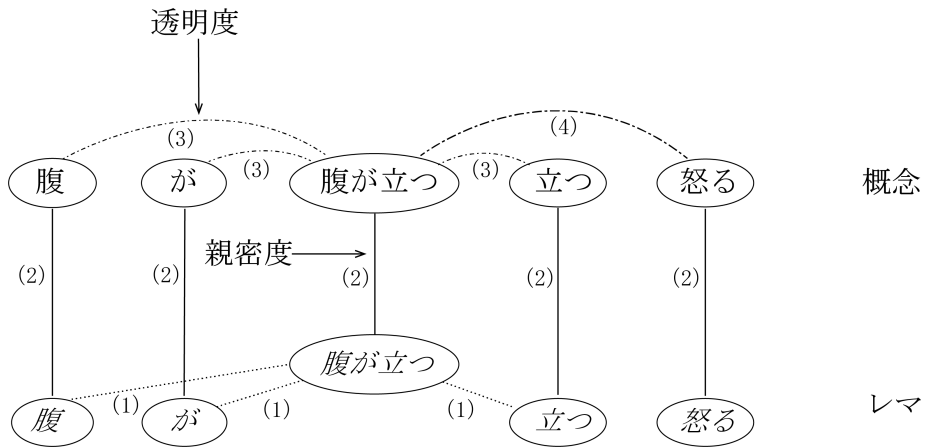 透明度
(3)
(4)
(3)
(3)
腹 が 腹が立つ 立つ 怒る 概念
親密度
(2) (2) (2) (2) (2)
腹が立つ
(1) (1) (1)
腹 が 立つ 怒る レマ